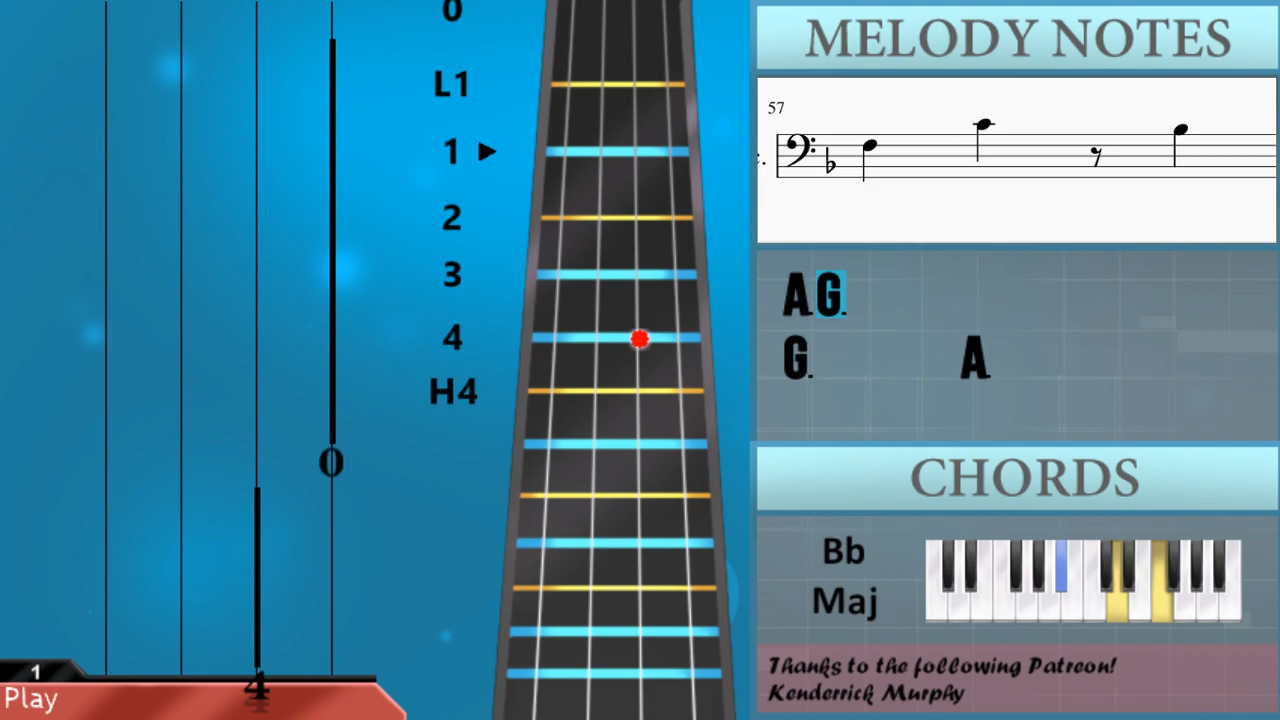 0
L1
1
2
3
4
H4
0
4
1
Play
MELODY NOTES
57
A.G.
G. A.
CHORDS
Bb
Maj
Thanks to the following Patreon!
Kenderrick Murphy